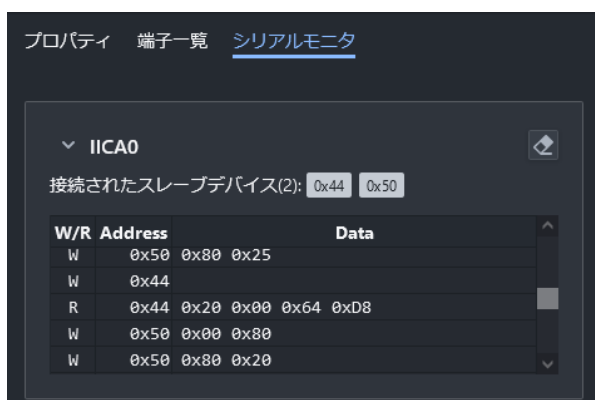 プロパティ 端子一覧 シリアルモニタ
IICA0
接続されたスレーブデバイス(2): 0x44 0x50
W/R Address Data
W 0x50 0x80 0x25
W 0x44
R 0x44 0x20 0x00 0x64 0xD8
W 0x50 0x00 0x80
W 0x50 0x80 0x20